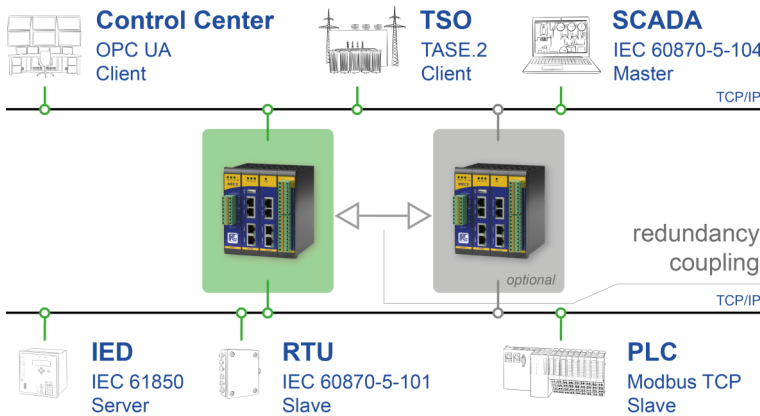 Control Center
OPC UA
Client
TSO
TASE.2
Client
SCADA
IEC 60870-5-104
Master
TCP/IP
optional
redundancy
coupling
TCP/IP
IED
IEC 61850
Server
RTU
IEC 60870-5-101
Slave
PLC
Modbus TCP
Slave